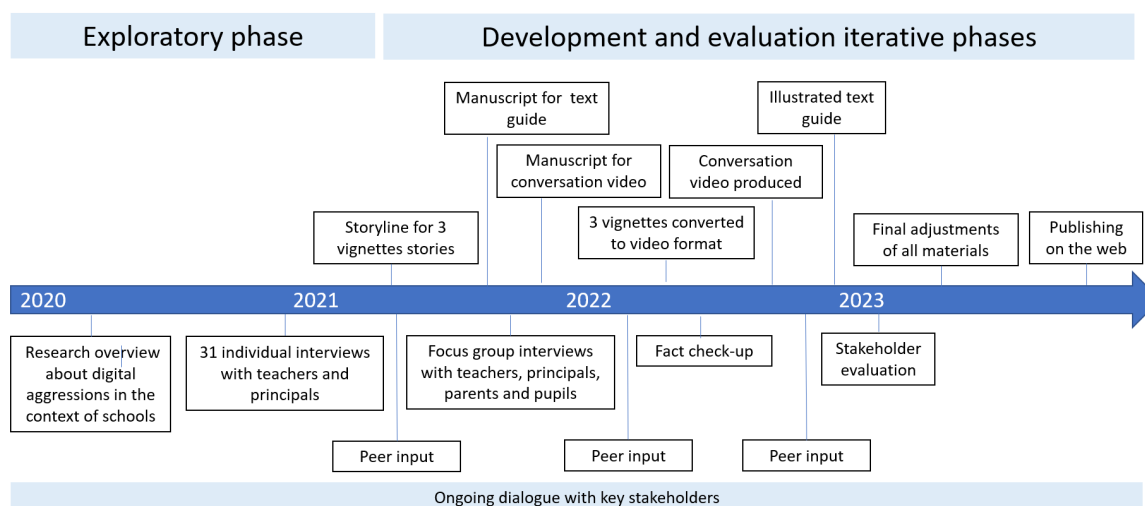 Exploratory phase
Development and evaluation iterative phases
Manuscript for text
guide
Illustrated text
guide
Manuscript for
conversation video
Conversation
video produced
Storyline for 3
vignettes stories
3 vignettes converted
to video format
Final adjustments
of all materials
Publishing
on the web
2020
2021
2022
2023
Research overview
about digital
aggressions in the
context of schools
31 individual interviews
with teachers and
principals
Focus group interviews
with teachers, principals,
parents and pupils
Fact check-up
Stakeholder
evaluation
Peer input
Peer input
Peer input
Ongoing dialogue with key stakeholders